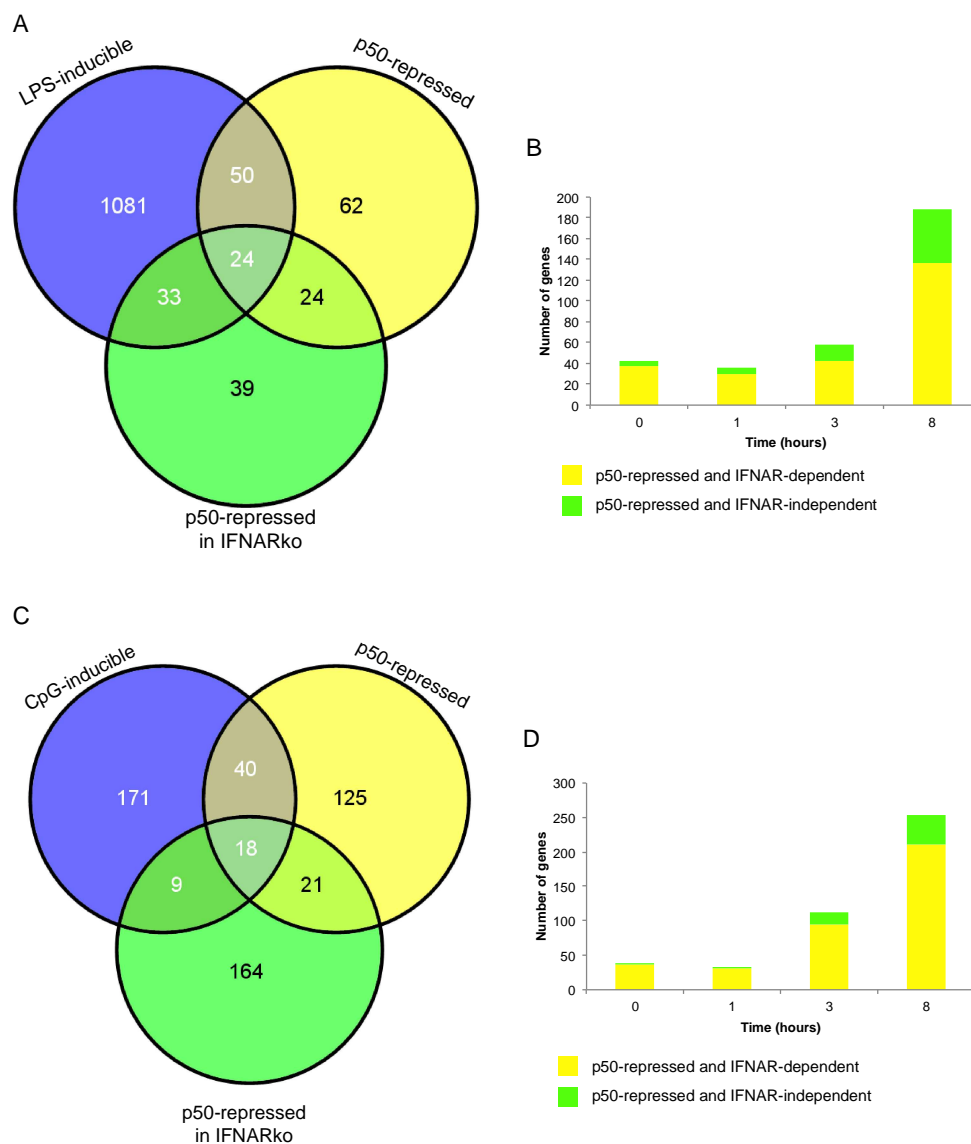 A
LPS-inducible
p50-repressed
50
1081
62
24
33
24
39
p50-repressed
in IFNARko
B
Number of genes
200
180
160
140
120
100
80
60
40
20
0
0
1
3
8
Time (hours)
p50-repressed and IFNAR-dependent
p50-repressed and IFNAR-independent
C
CpG-inducible
p50-repressed
40
171
125
18
9
21
164
p50-repressed
in IFNARko
D
Number of genes
300
250
200
150
100
50
0
0
1
3
8
Time (hours)
p50-repressed and IFNAR-dependent
p50-repressed and IFNAR-independent